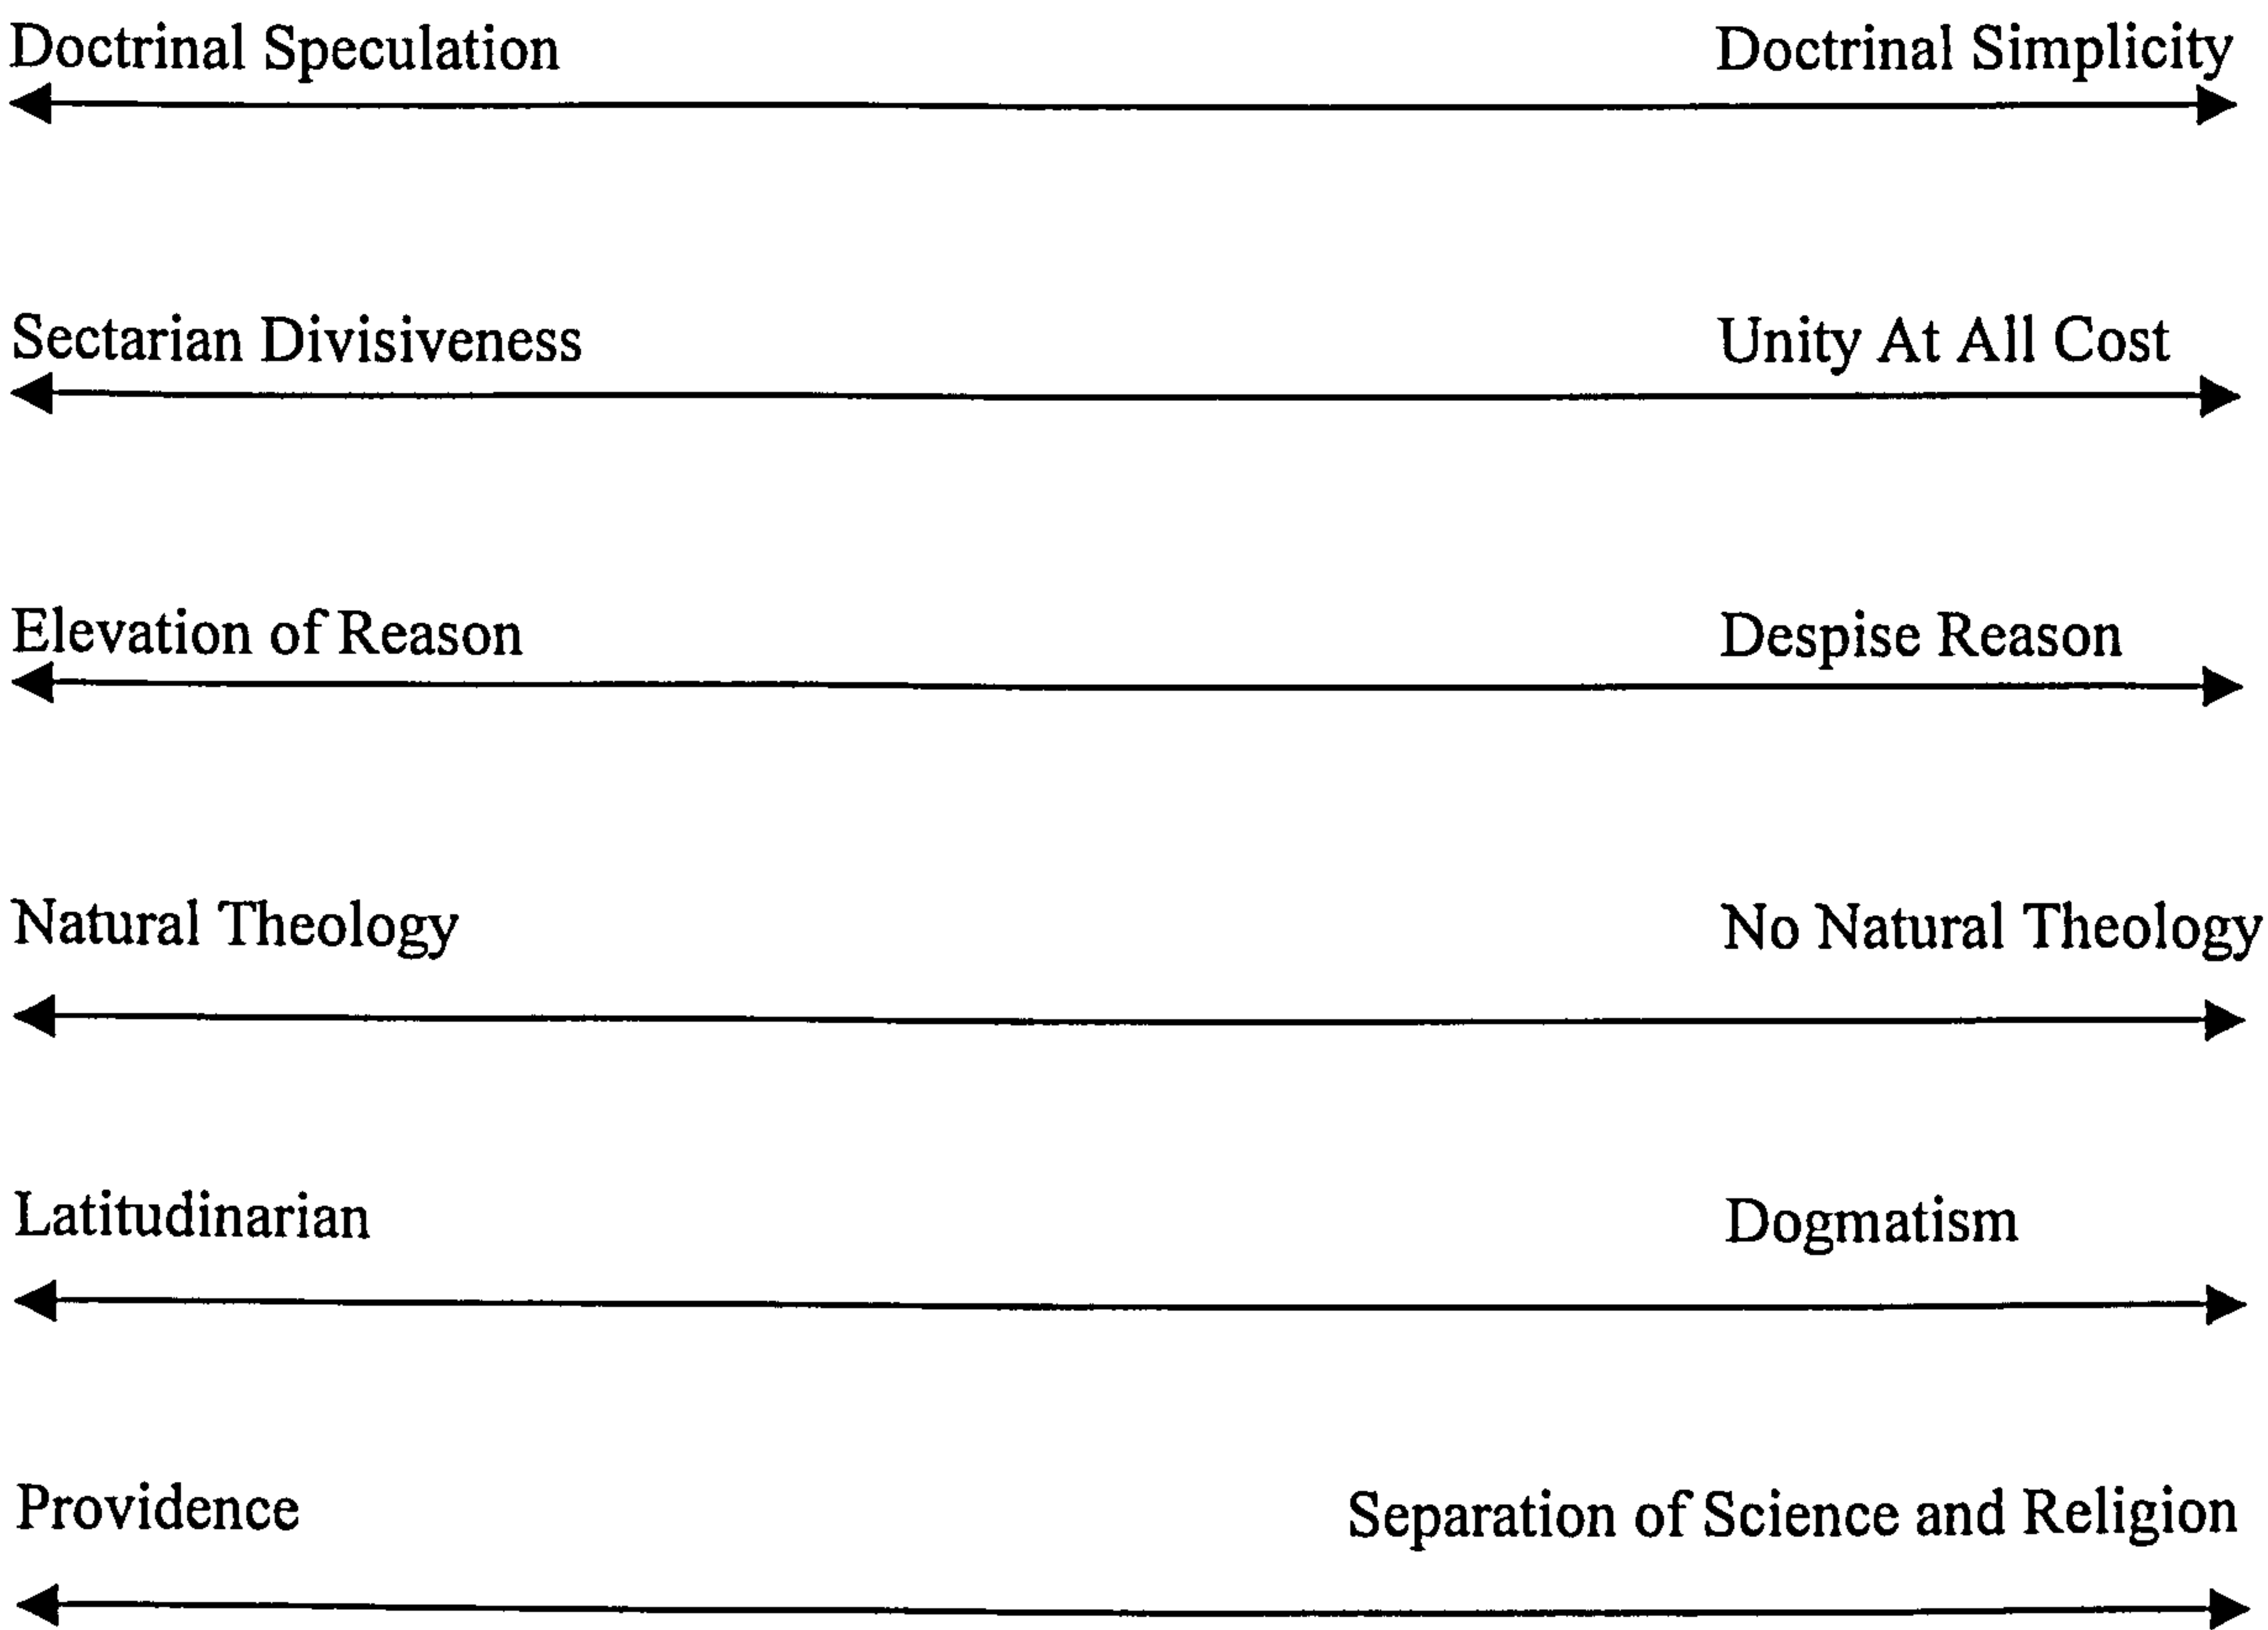 Doctrinal Speculation
Doctrinal Simplicity
Sectarian Divisiveness
Unity At All Cost
Elevation of Reason
Despise Reason
Natural Theology
No Natural Theology
Latitudinarian
Dogmatism
Providence
Separation of Science and Religion